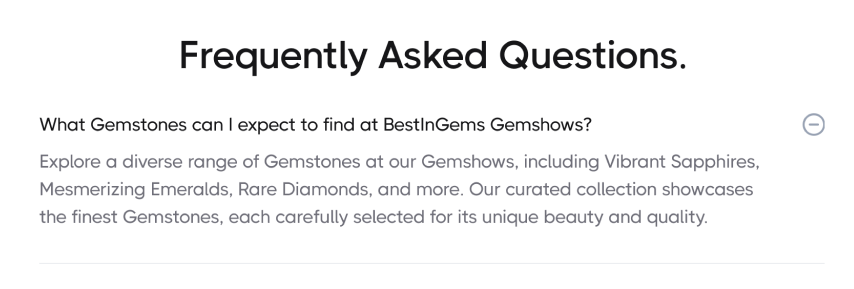 Frequently Asked Questions.
What Gemstones can I expect to find at BestInGems Gemshows?
Explore a diverse range of Gemstones at our Gemshows, including Vibrant Sapphires,
Mesmerizing Emeralds, Rare Diamonds, and more. Our curated collection showcases
the finest Gemstones, each carefully selected for its unique beauty and quality.